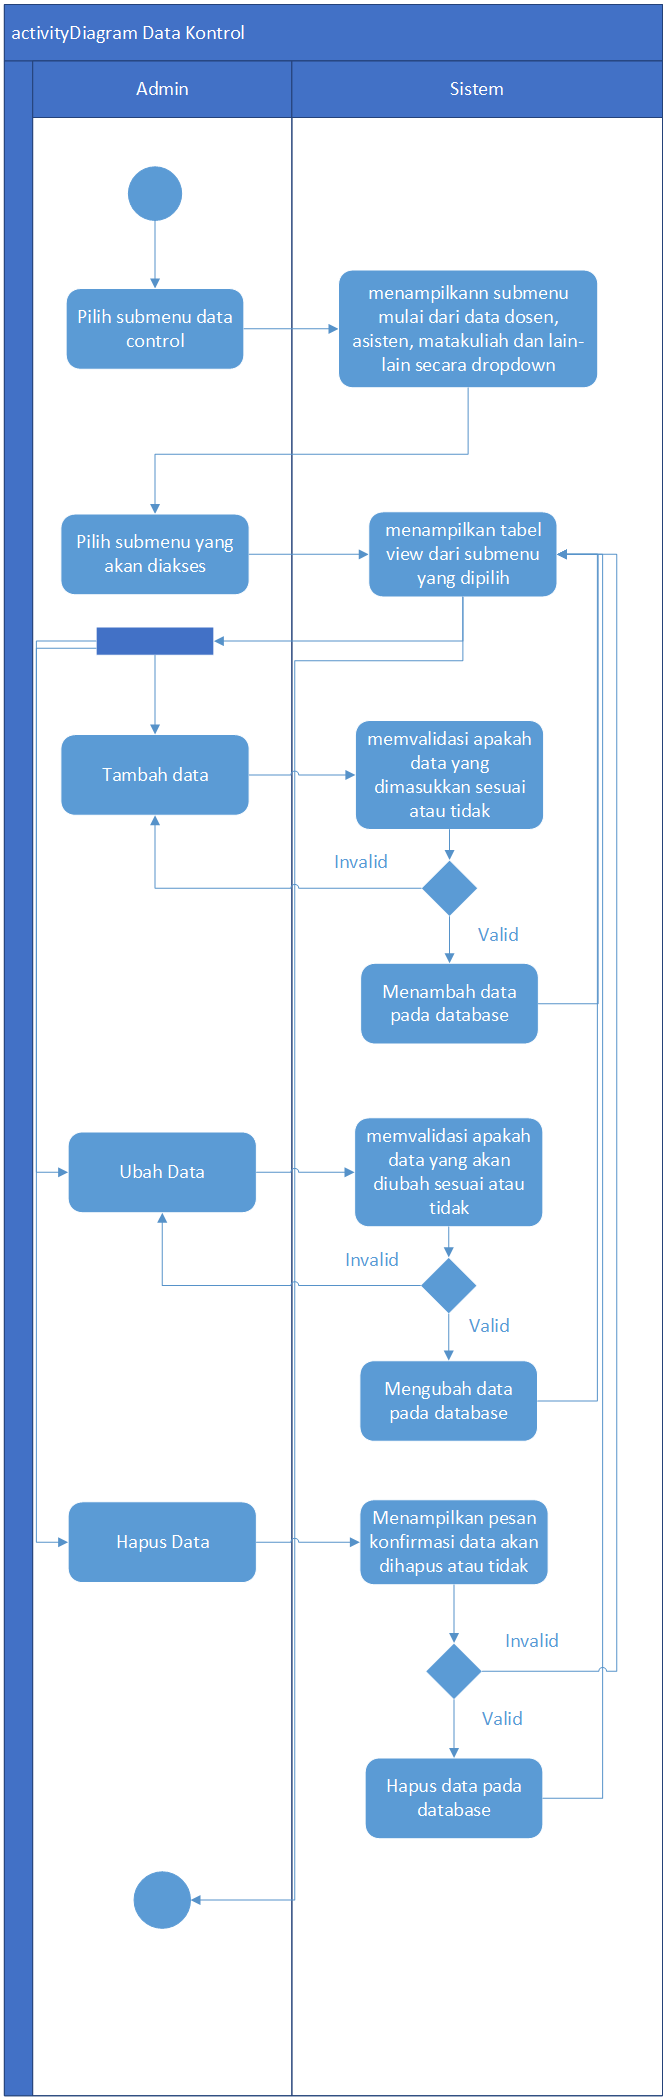 activityDiagram Data Kontrol
Admin
Sistem
Pilih submenu data
control
menampilkann submenu
mulai dari data dosen,
asisten, matakuliah dan lain-
lain secara dropdown
Pilih submenu yang
akan diakses
menampilkan tabel
view dari submenu
yang dipilih
Tambah data
memvalidasi apakah
data yang
dimasukkan sesuai
atau tidak
Invalid
Valid
Menambah data
pada database
Ubah Data
memvalidasi apakah
data yang akan
diubah sesuai atau
tidak
Invalid
Valid
Mengubah data
pada database
Hapus Data
Menampilkan pesan
konfirmasi data akan
dihapus atau tidak
Invalid
Valid
Hapus data pada
database